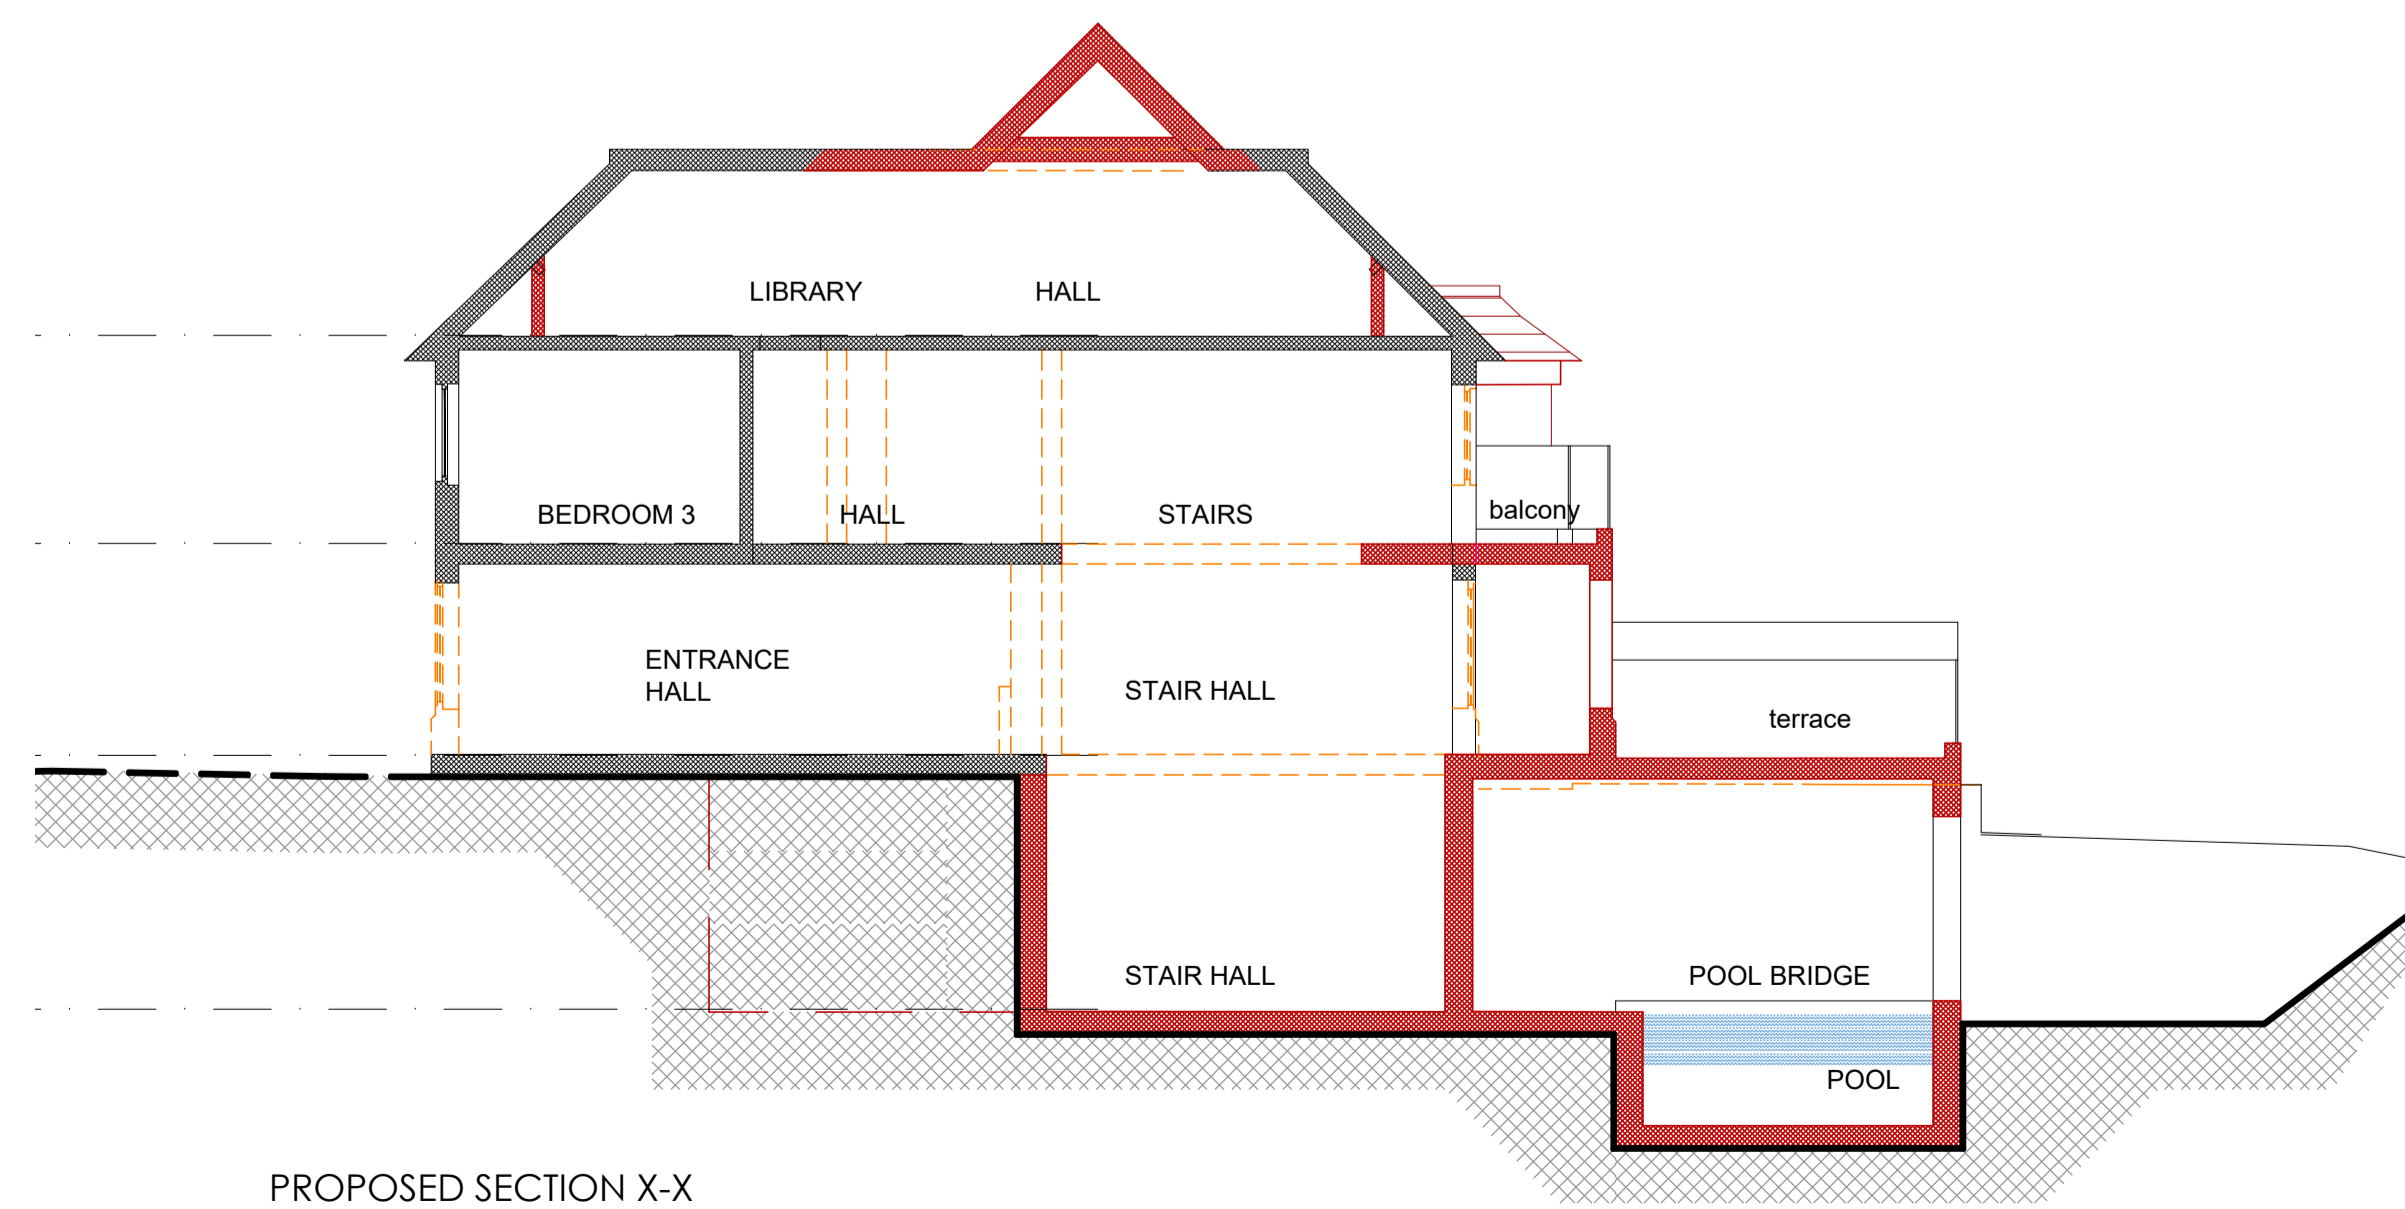 LIBRARY
HALL
BEDROOM 3
HALL
STAIRS
balcony
ENTRANCE
HALL
STAIR HALL
terrace
STAIR HALL
POOL BRIDGE
POOL
PROPOSED SECTION X-X